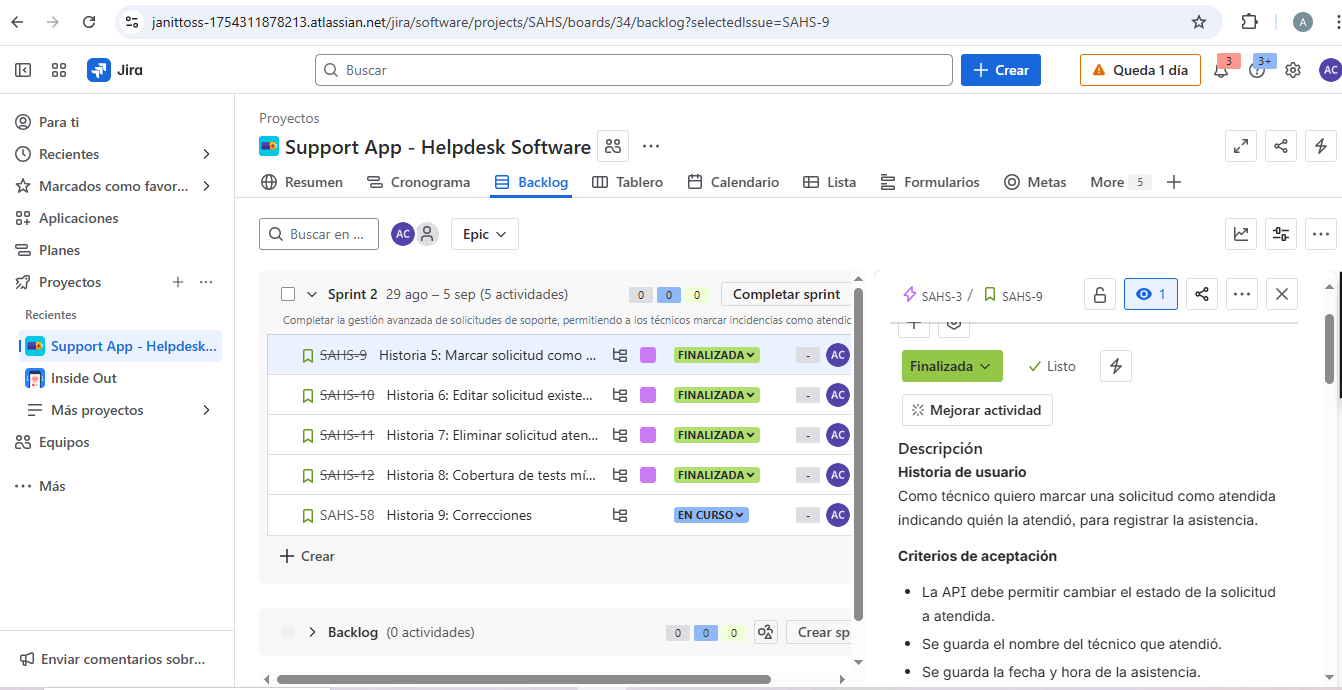 janittoss-1754311878213.atlassian.net/jira/software/projects/SAHS/boards/34/backlog?selectedIssue=SAHS-9
A
Jira
Buscar
Crear
Queda 1 día
3
3+
AC
Para ti
Recientes
Marcados como favor...
Aplicaciones
Planes
Proyectos
Recientes
Support App - Helpdesk...
Inside Out
Más proyectos
Equipos
Más
Enviar comentarios sobr...
Proyectos
Support App - Helpdesk Software
Resumen
Cronograma
Backlog
Tablero
Calendario
Lista
Formularios
Metas
More 5
Buscar en ...
AC
Epic
Sprint 2 29 ago – 5 sep (5 actividades) 0 0 0 Completar sprint
Completar la gestión avanzada de solicitudes de soporte, permitiendo a los técnicos marcar incidencias como atendic
SAHS-9 Historia 5: Marcar solicitud como ... FINALIZADA - AC
SAHS-10 Historia 6: Editar solicitud existe... FINALIZADA - AC
SAHS-11 Historia 7: Eliminar solicitud aten... FINALIZADA - AC
SAHS-12 Historia 8: Cobertura de tests mí... FINALIZADA - AC
SAHS-58 Historia 9: Correcciones EN CURSO - AC
Crear
Backlog (0 actividades) 0 0 0 Crear sp
SAHS-3 / SAHS-9
1
Finalizada
Listo
Mejorar actividad
Descripción
Historia de usuario
Como técnico quiero marcar una solicitud como atendida
indicando quién la atendió, para registrar la asistencia.
Criterios de aceptación
• La API debe permitir cambiar el estado de la solicitud
a atendida.
• Se guarda el nombre del técnico que atendió.
• Se guarda la fecha y hora de la asistencia.